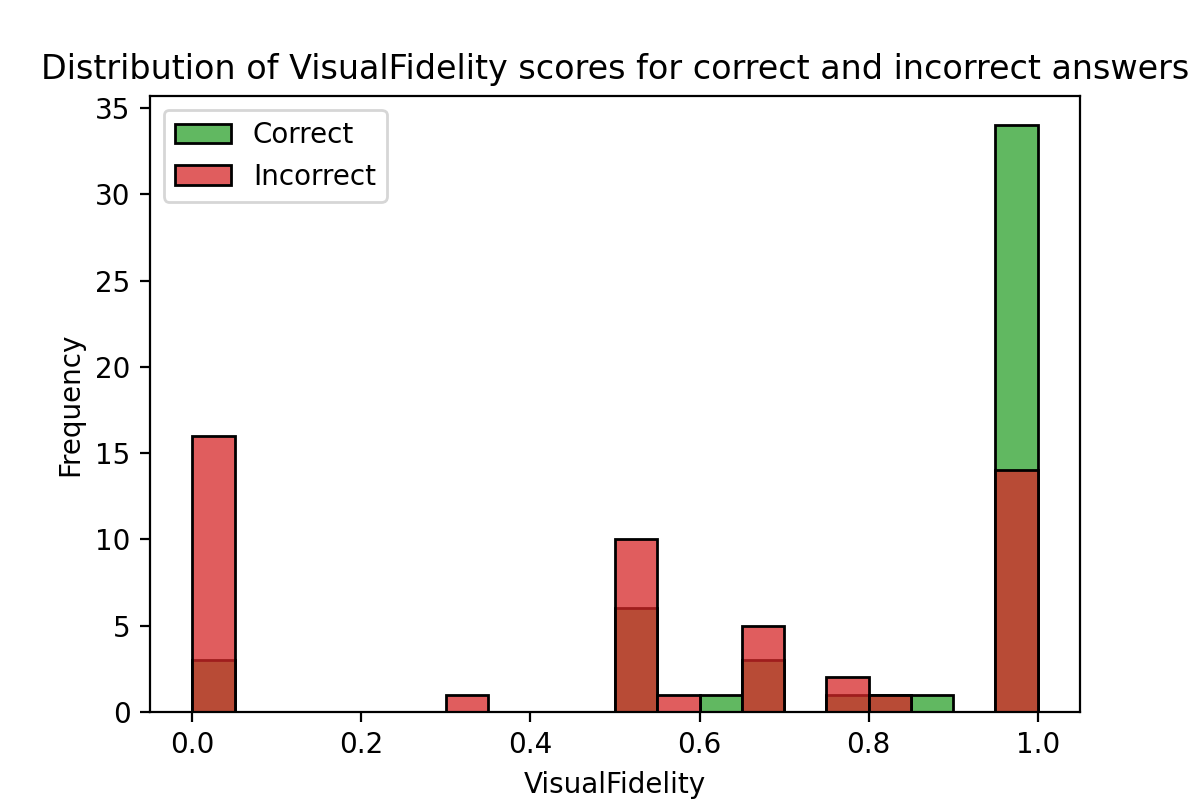 Distribution of VisualFidelity scores for correct and incorrect answers
35
30
25
20
15
10
5
0
Frequency
Correct
Incorrect
0.0 0.2 0.4 0.6 0.8 1.0
VisualFidelity